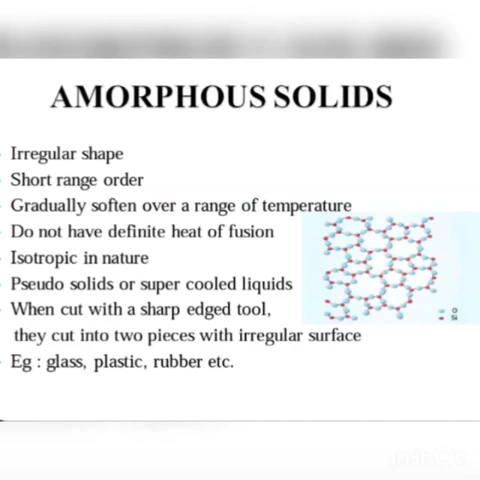 AMORPHOUS SOLIDS
Irregular shape
Short range order
Gradually soften over a range of temperature
Do not have definite heat of fusion
Isotropic in nature
Pseudo solids or super cooled liquids
When cut with a sharp edged tool,
they cut into two pieces with irregular surface
Eg : glass, plastic, rubber etc.
O
Si